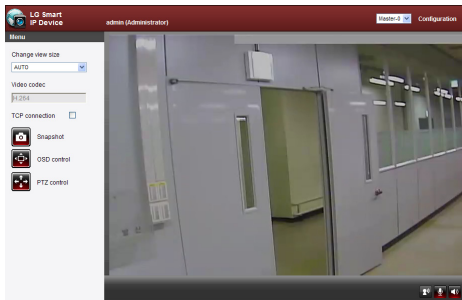 LG Smart
IP Device
admin (Administrator)
Master-0
Configuration
Menu
Change view size
AUTO
Video codec
H.264
TCP connection
Snapshot
OSD control
PTZ control